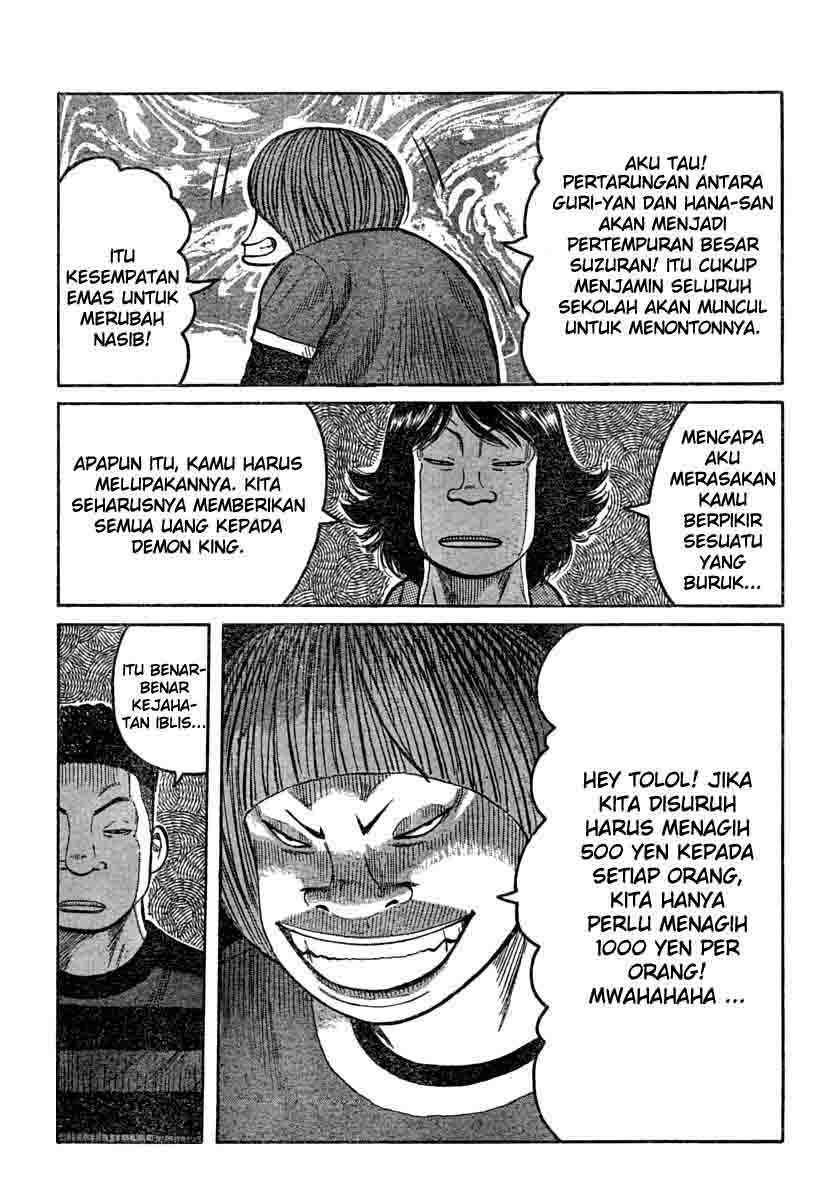 AKU TAU!
PERTARUNGAN ANTARA
GURI-YAN DAN HANA-SAN
AKAN MENJADI
PERTEMPURAN BESAR
SUZURAN! ITU CUKUP
MENJAMIN SELURUH
SEKOLAH AKAN MUNCUL
UNTUK MENONTONNYA.
ITU
KESEMPATAN
EMAS UNTUK
MERUBAH
NASIB!
MENGAPA
AKU
MERASAKAN
KAMU
BERPIKIR
SESUATU
YANG
BURUK...
APAPUN ITU, KAMU HARUS
MELUPAKANNYA. KITA
SEHARUSNYA MEMBERIKAN
SEMUA UANG KEPADA
DEMON KING.
HEY TOLOL! JIKA
KITA DISURUH
HARUS MENAGIH
500 YEN KEPADA
SETIAP ORANG,
KITA HANYA
PERLU MENAGIH
1000 YEN PER
ORANG!
MWAHAHAHA ...
ITU BENAR-
BENAR
KEJAHA-
TAN IBLIS...